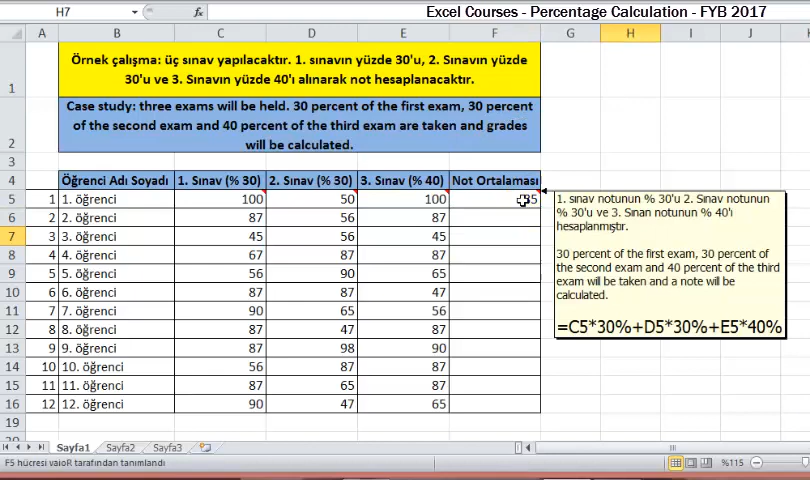 H7 fx Excel Courses - Percentage Calculation - FYB 2017
A B C D E F G H I J
1 Örnek çalışma: üç sınav yapılacaktır. 1. sınavın yüzde 30'u, 2. Sınavın yüzde
30'u ve 3. Sınavın yüzde 40'ı alınarak not hesaplanacaktır.
2 Case study: three exams will be held. 30 percent of the first exam, 30 percent
of the second exam and 40 percent of the third exam are taken and grades
will be calculated.
3
4 Öğrenci Adı Soyadı 1. Sınav (% 30) 2. Sınav (% 30) 3. Sınav (% 40) Not Ortalaması
5 1 1. öğrenci 100 50 100
6 2 2. öğrenci 87 56 87
7 3 3. öğrenci 45 56 45
8 4 4. öğrenci 67 87 87
9 5 5. öğrenci 56 90 65
10 6 6. öğrenci 87 87 47
11 7 7. öğrenci 90 65 56
12 8 8. öğrenci 87 47 87
13 9 9. öğrenci 87 98 90
14 10 10. öğrenci 56 87 87
15 11 11. öğrenci 87 65 87
16 12 12. öğrenci 90 47 65
19
1. sınav notunun % 30'u 2. Sınav notunun
% 30'u ve 3. Sınan notunun % 40'ı
hesaplanmıştır.
30 percent of the first exam, 30 percent of
the second exam and 40 percent of the third
exam will be taken and a note will be
calculated.
=C5*30%+D5*30%+E5*40%
Sayfa1 Sayfa2 Sayfa3
F5 hücresi vaioR tarafından tanımlandı %115